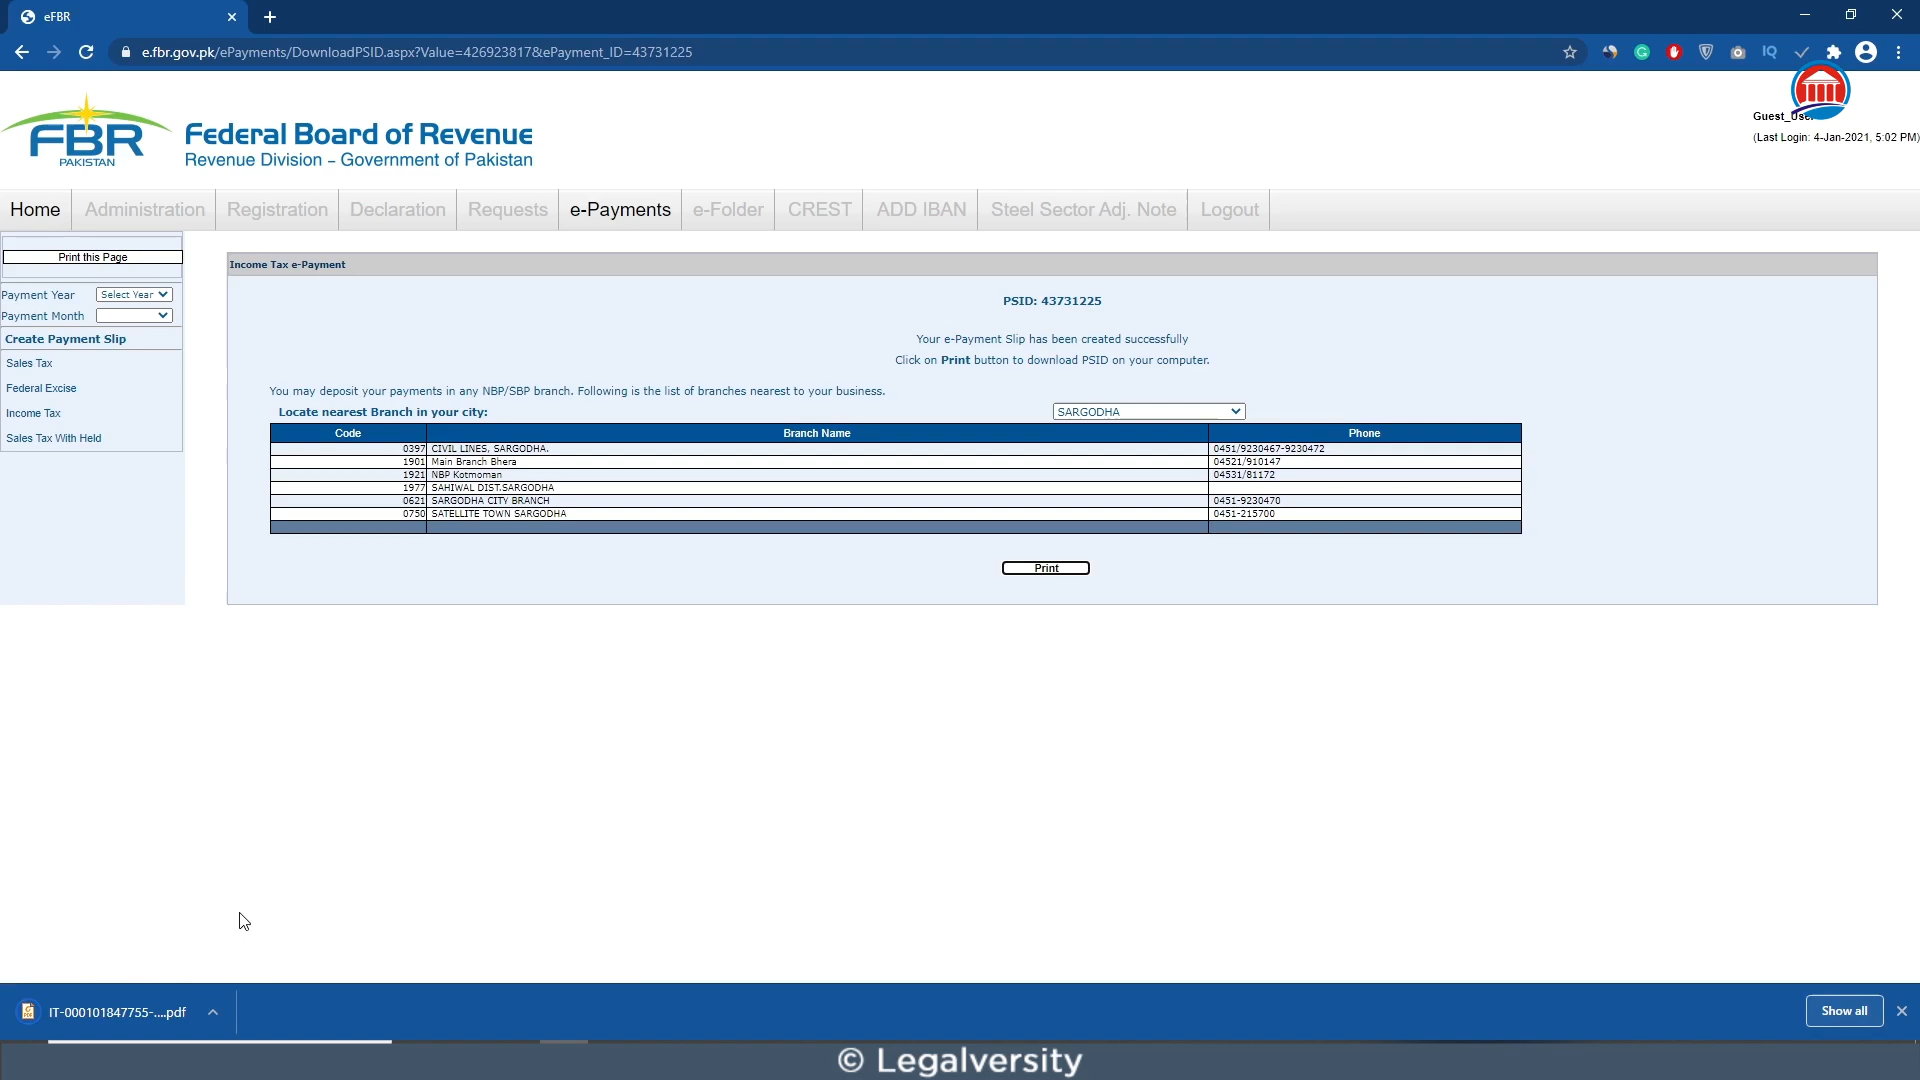 eFBR
e.fbr.gov.pk/ePayments/DownloadPSID.aspx?Value=426923817&ePayment_ID=43731225
FBR
PAKISTAN
Federal Board of Revenue
Revenue Division – Government of Pakistan
Guest_User
(Last Login: 4-Jan-2021, 5:02 PM)
Home Administration Registration Declaration Requests e-Payments e-Folder CREST ADD IBAN Steel Sector Adj. Note Logout
Print this Page
Payment Year Select Year
Payment Month
Create Payment Slip
Sales Tax
Federal Excise
Income Tax
Sales Tax With Held
Income Tax e-Payment
PSID: 43731225
Your e-Payment Slip has been created successfully
Click on Print button to download PSID on your computer.
You may deposit your payments in any NBP/SBP branch. Following is the list of branches nearest to your business.
Locate nearest Branch in your city: SARGODHA
Code Branch Name Phone
0397 CIVIL LINES, SARGODHA. 0451/9230467-9230472
1901 Main Branch Bhera 04521/910147
1921 NBP Kotmoman 04531/81172
1977 SAHIWAL DIST.SARGODHA
0621 SARGODHA CITY BRANCH 0451-9230470
0750 SATELLITE TOWN SARGODHA 0451-215700
Print
IT-000101847755-....pdf
Show all
© Legalversity